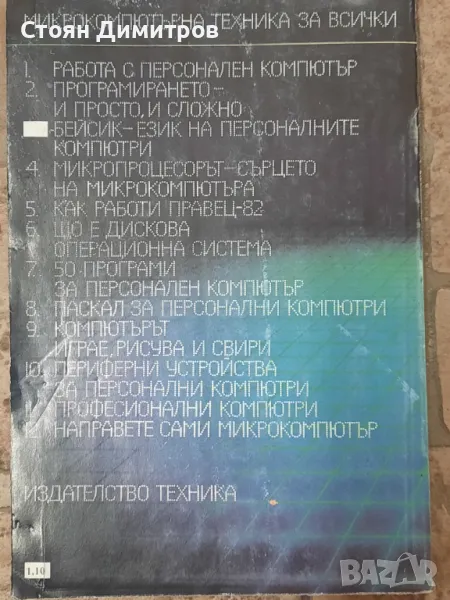 МИКРОКОМПЮТЪРНА ТЕХНИКА ЗА ВСИЧКИ
Стоян Димитров
1. РАБОТА С ПЕРСОНАЛЕН КОМПЮТЪР
2. ПРОГРАМИРАНЕТО –
И ПРОСТО, И СЛОЖНО
БЕЙСИК – ЕЗИК НА ПЕРСОНАЛНИТЕ
КОМПЮТРИ
4. МИКРОПРОЦЕСОРЪТ – СЪРЦЕТО
НА МИКРОКОМПЮТЪРА
5. КАК РАБОТИ ПРАВЕЦ-82
6. ЩО Е ДИСКОВА
ОПЕРАЦИОННА СИСТЕМА
7. 50 ПРОГРАМИ
ЗА ПЕРСОНАЛЕН КОМПЮТЪР
8. ПАСКАЛ ЗА ПЕРСОНАЛНИ КОМПЮТРИ
9. КОМПЮТЪРЪТ
ИГРАЕ, РИСУВА И СВИРИ
10. ПЕРИФЕРНИ УСТРОЙСТВА
ЗА ПЕРСОНАЛНИ КОМПЮТРИ
ПРОФЕСИОНАЛНИ КОМПЮТРИ
НАПРАВЕТЕ САМИ МИКРОКОМПЮТЪР
ИЗДАТЕЛСТВО ТЕХНИКА
1.10
BAZAR
bg